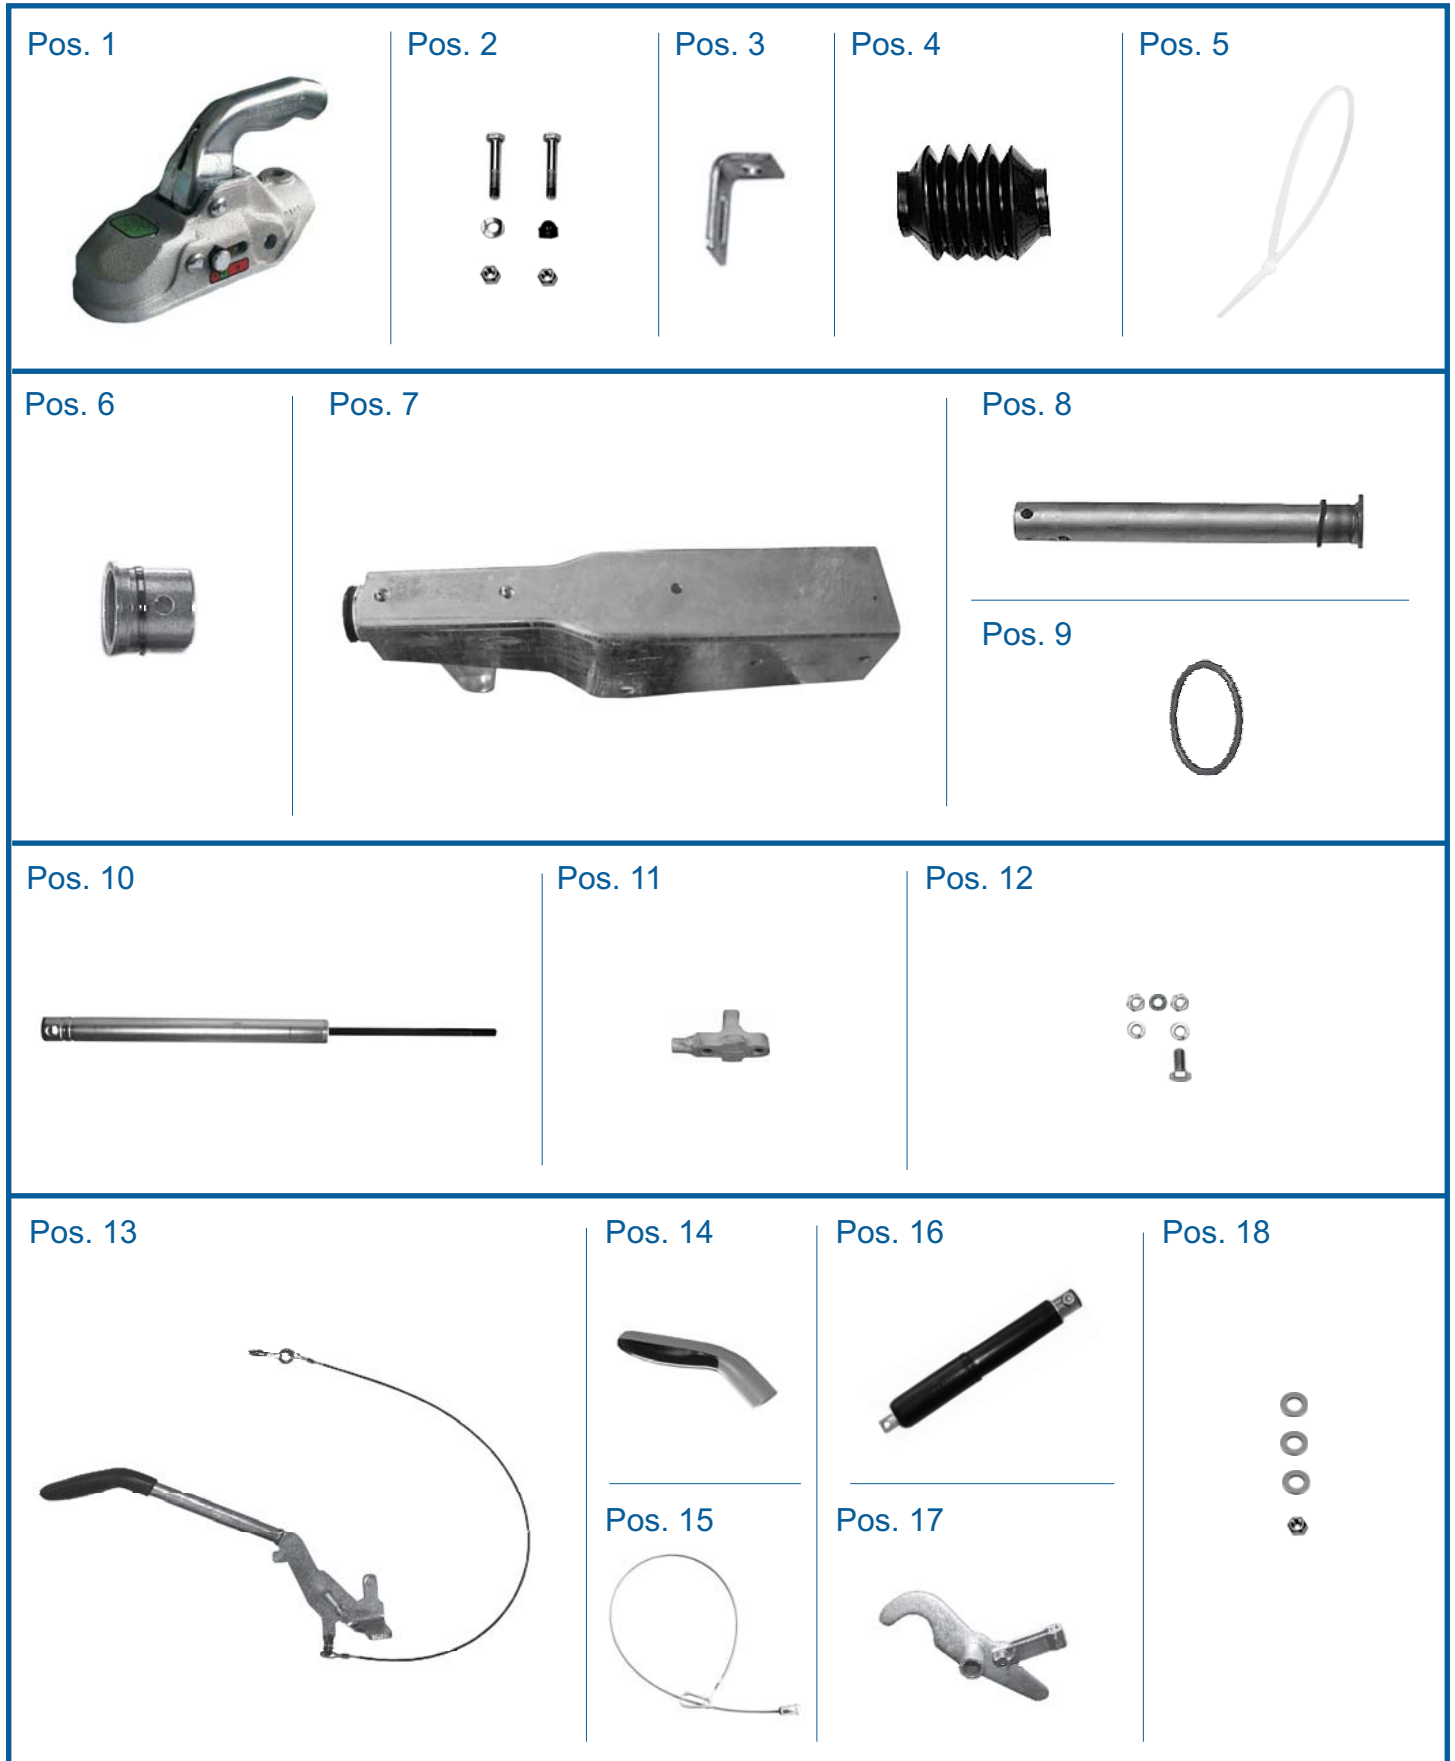 Pos. 1
Pos. 2
Pos. 3
Pos. 4
Pos. 5
Pos. 6
Pos. 7
Pos. 8
Pos. 9
Pos. 10
Pos. 11
Pos. 12
Pos. 13
Pos. 14
Pos. 15
Pos. 16
Pos. 17
Pos. 18